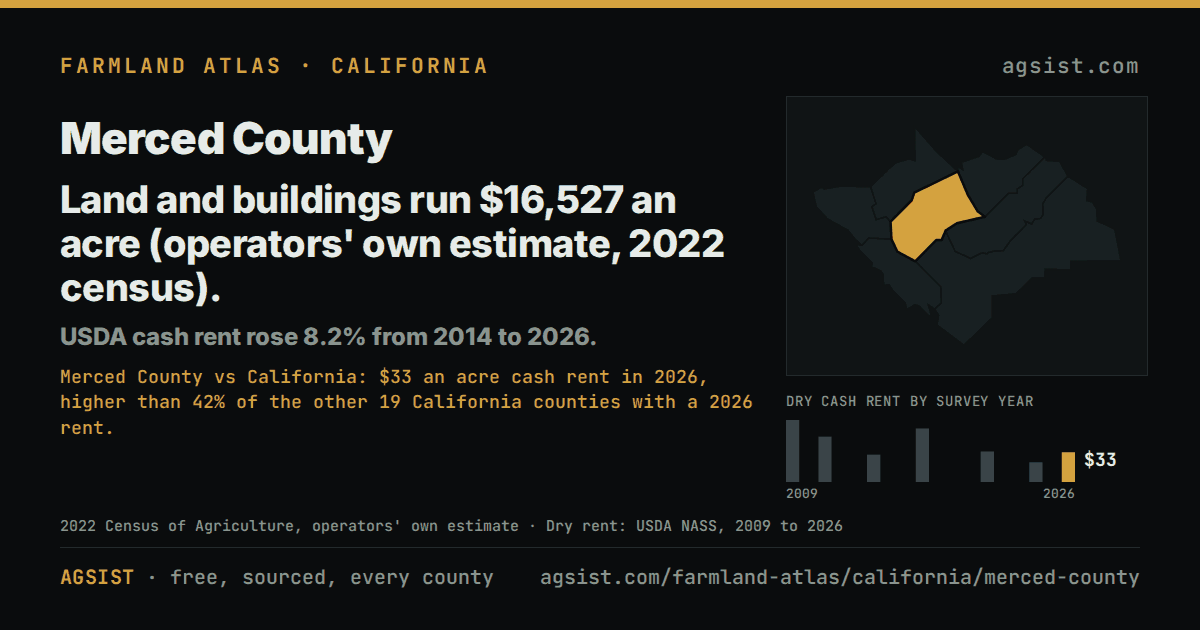 FARMLAND ATLAS · CALIFORNIA
agsist.com
Merced County
Land and buildings run $16,527 an
acre (operators' own estimate, 2022
census).
USDA cash rent rose 8.2% from 2014 to 2026.
Merced County vs California: $33 an acre cash rent in 2026,
higher than 42% of the other 19 California counties with a 2026
rent.
DRY CASH RENT BY SURVEY YEAR
$33
2009
2026
2022 Census of Agriculture, operators' own estimate · Dry rent: USDA NASS, 2009 to 2026
AGSIST · free, sourced, every county
agsist.com/farmland-atlas/california/merced-county